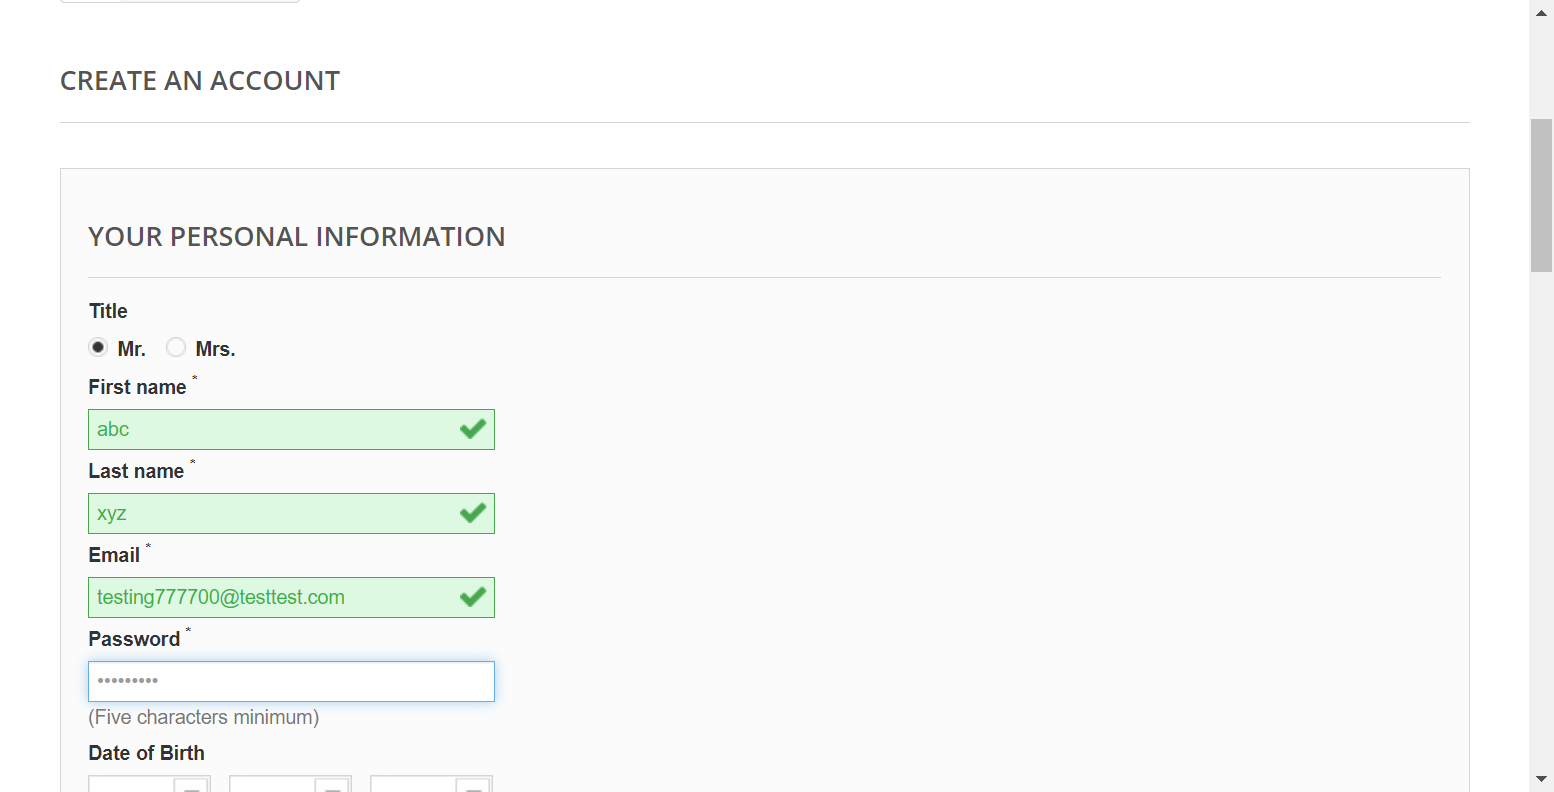 CREATE AN ACCOUNT
YOUR PERSONAL INFORMATION
Title
Mr. Mrs.
First name *
abc
Last name *
xyz
Email *
testing777700@testtest.com
Password *
•••••••••
(Five characters minimum)
Date of Birth